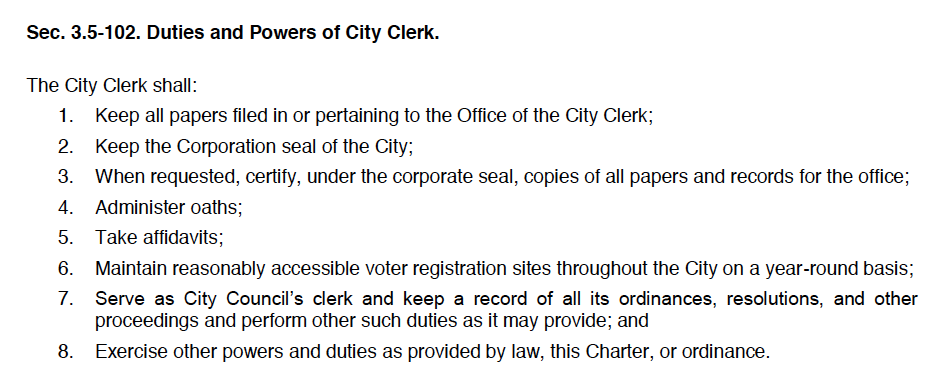 Sec. 3.5-102. Duties and Powers of City Clerk.
The City Clerk shall:
1. Keep all papers filed in or pertaining to the Office of the City Clerk;
2. Keep the Corporation seal of the City;
3. When requested, certify, under the corporate seal, copies of all papers and records for the office;
4. Administer oaths;
5. Take affidavits;
6. Maintain reasonably accessible voter registration sites throughout the City on a year-round basis;
7. Serve as City Council’s clerk and keep a record of all its ordinances, resolutions, and other
proceedings and perform other such duties as it may provide; and
8. Exercise other powers and duties as provided by law, this Charter, or ordinance.